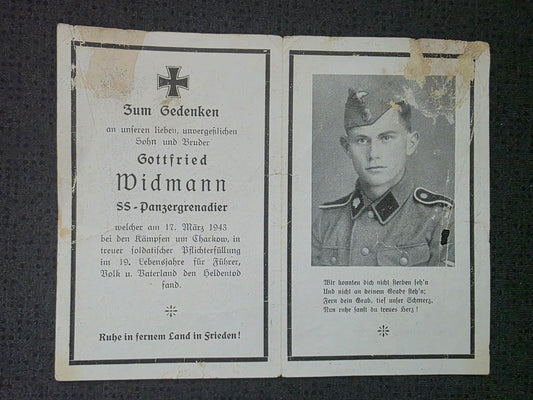 Zum Gedenken
an unseren lieben, unvergeßlichen
Sohn und Bruder
Gottfried
Widmann
SS-Panzergrenadier
welcher am 17. März 1943
bei den Kämpfen um Charkow, in
treuer soldatischer Pflichterfüllung
im 19. Lebensjahre für Führer,
Volk u. Vaterland den Heldentod
fand.
Ruhe in fernem Land in Frieden!
Wir konnten dich nicht sterben seh'n
Und nicht an deinem Grabe steh'n;
Fern dein Grab, tief unser Schmerz,
Nun ruhe sanft du treues Herz!